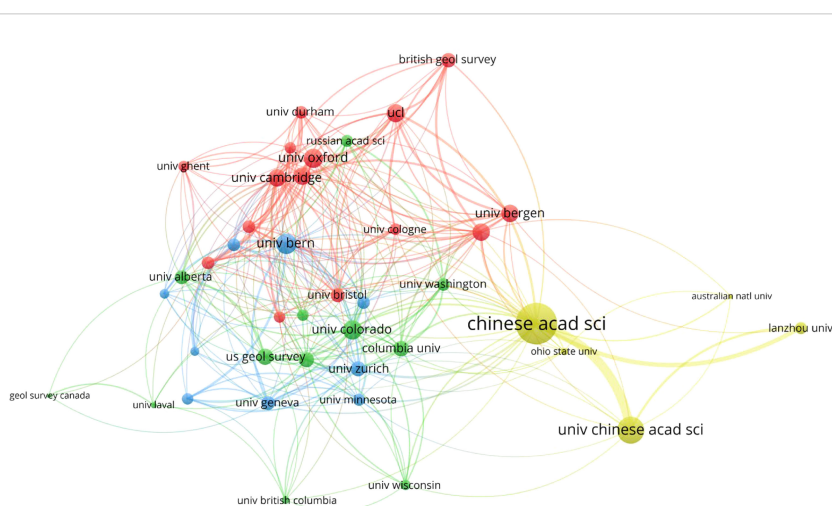 british geol survey
univ durham
ucl
russian acad sci
univ oxford
univ ghent
univ cambridge
univ bergen
univ cologne
univ bern
univ alberta
univ washington
univ bristol
australian natl univ
chinese acad sci
lanzhou univ
univ colorado
columbia univ
ohio state univ
us geol survey
univ zurich
geol survey canada
univ laval
univ geneva
univ minnesota
univ chinese acad sci
univ wisconsin
univ british columbia